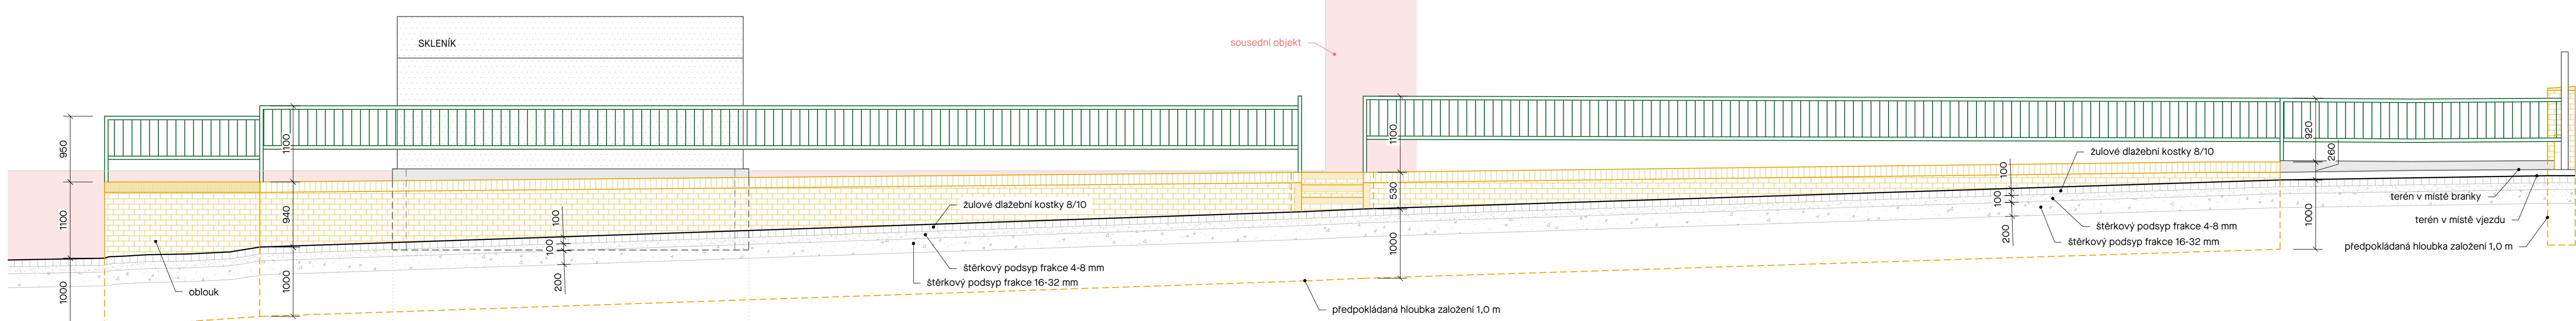 SKLENÍK
sousední objekt
950
1100
1000
1100
940
1000
100
100
200
žulové dlažební kostky 8/10
štěrkový podsyp frakce 4-8 mm
štěrkový podsyp frakce 16-32 mm
oblouk
1100
530
1000
předpokládaná hloubka založení 1,0 m
100
100
200
žulové dlažební kostky 8/10
štěrkový podsyp frakce 4-8 mm
štěrkový podsyp frakce 16-32 mm
920
260
1000
terén v místě branky
terén v místě vjezdu
předpokládaná hloubka založení 1,0 m